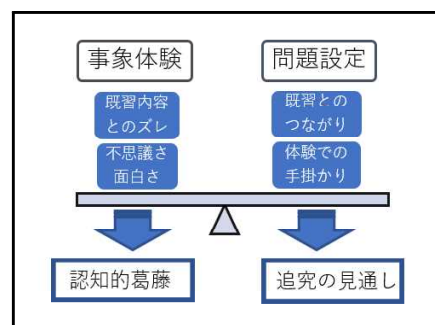 事象体験
問題設定
既習内容
とのズレ
既習との
つながり
不思議さ
面白さ
体験での
手掛かり
認知的葛藤
追究の見通し